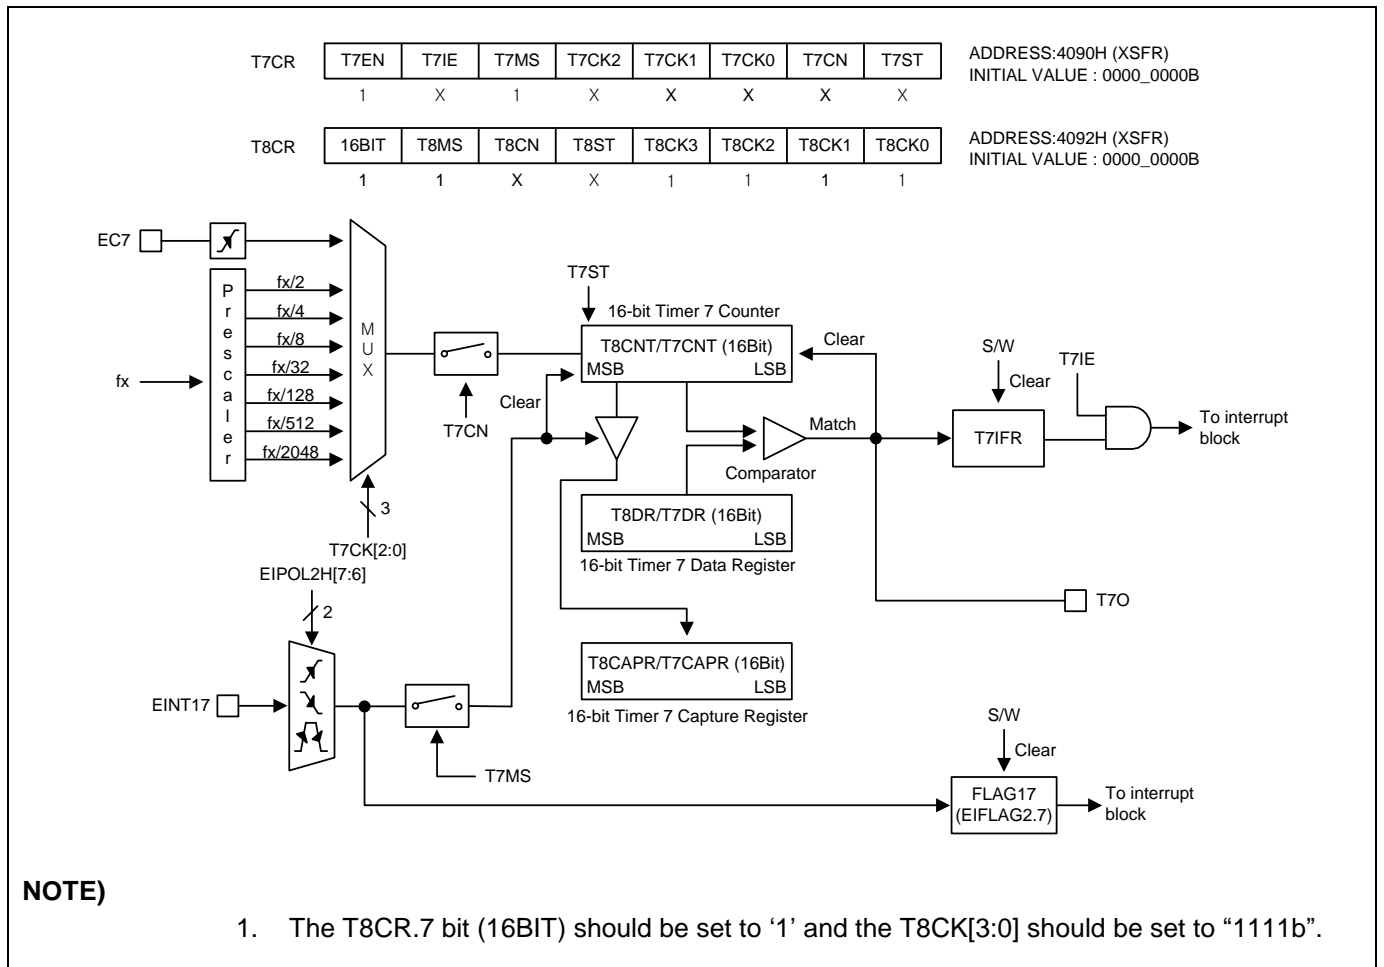 T7CR T7EN T7IE T7MS T7CK2 T7CK1 T7CK0 T7CN T7ST ADDRESS:4090H (XSFR)
INITIAL VALUE : 0000_0000B
1 X 1 X X X X X
T8CR 16BIT T8MS T8CN T8ST T8CK3 T8CK2 T8CK1 T8CK0 ADDRESS:4092H (XSFR)
INITIAL VALUE : 0000_0000B
1 1 X X 1 1 1 1
EC7
fx
Prescaler
fx/2
fx/4
fx/8
fx/32
fx/128
fx/512
fx/2048
MUX
3
T7CK[2:0]
T7CN
T7ST
16-bit Timer 7 Counter
T8CNT/T7CNT (16Bit)
MSB LSB
Clear
Clear
Match
Comparator
T8DR/T7DR (16Bit)
MSB LSB
16-bit Timer 7 Data Register
S/W
Clear
T7IFR
T7IE
To interrupt
block
T7O
EIPOL2H[7:6]
2
EINT17
T7MS
T8CAPR/T7CAPR (16Bit)
MSB LSB
16-bit Timer 7 Capture Register
S/W
Clear
FLAG17
(EIFLAG2.7)
To interrupt
block
NOTE)
1. The T8CR.7 bit (16BIT) should be set to ‘1’ and the T8CK[3:0] should be set to “1111b”.